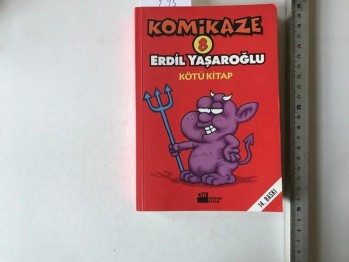 KOMİKAZE
8
ERDİL YAŞAROĞLU
KÖTÜ KİTAP
14. BASKI